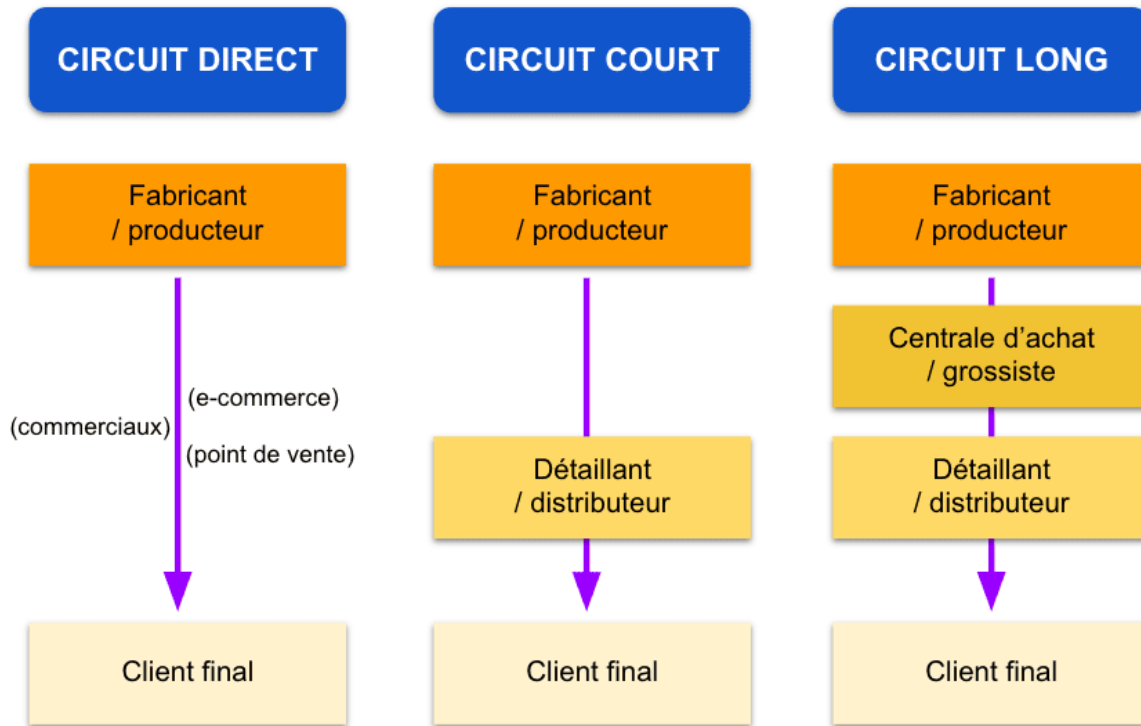 CIRCUIT DIRECT
CIRCUIT COURT
CIRCUIT LONG
Fabricant
/ producteur
Fabricant
/ producteur
Fabricant
/ producteur
Centrale d'achat
/ grossiste
(e-commerce)
(commerciaux)
(point de vente)
Détaillant
/ distributeur
Détaillant
/ distributeur
Client final
Client final
Client final